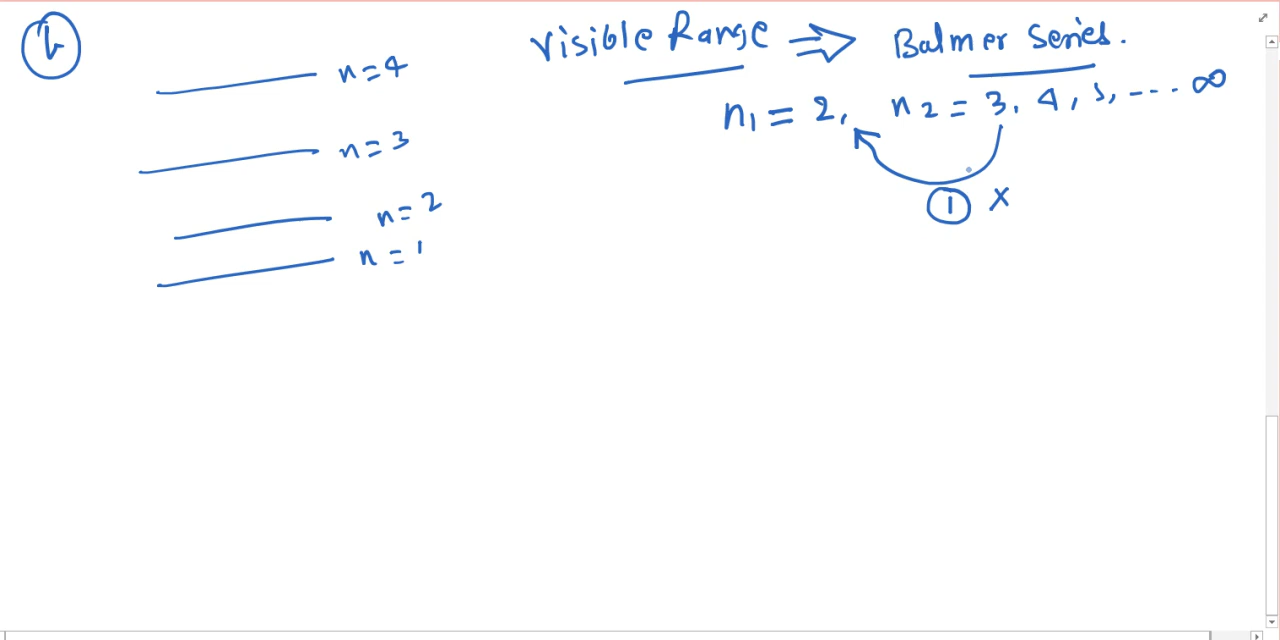 b
Visible Range ⇒ Balmer Series.
n=4
n₁ = 2, n₂ = 3, 4, 5, --- ∞
n=3
① ×
n=2
n=1